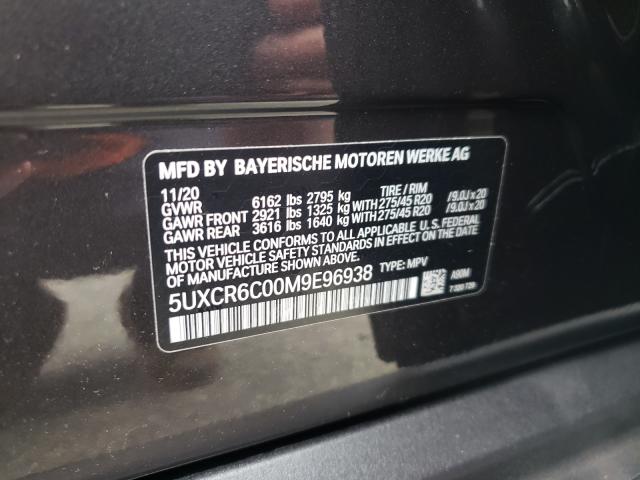 MFD BY BAYERISCHE MOTOREN WERKE AG
11/20 TIRE / RIM
GVWR 6162 lbs 2795 kg
GAWR FRONT 2921 lbs 1325 kg WITH 275/45 R20 /9.0J x 20
GAWR REAR 3616 lbs 1640 kg WITH 275/45 R20 /9.0J x 20
THIS VEHICLE CONFORMS TO ALL APPLICABLE U.S. FEDERAL
MOTOR VEHICLE SAFETY STANDARDS IN EFFECT ON THE
DATE OF MANUFACTURE SHOWN ABOVE.
5UXCR6C00M9E96938 TYPE: MPV
A90M
7 320 729